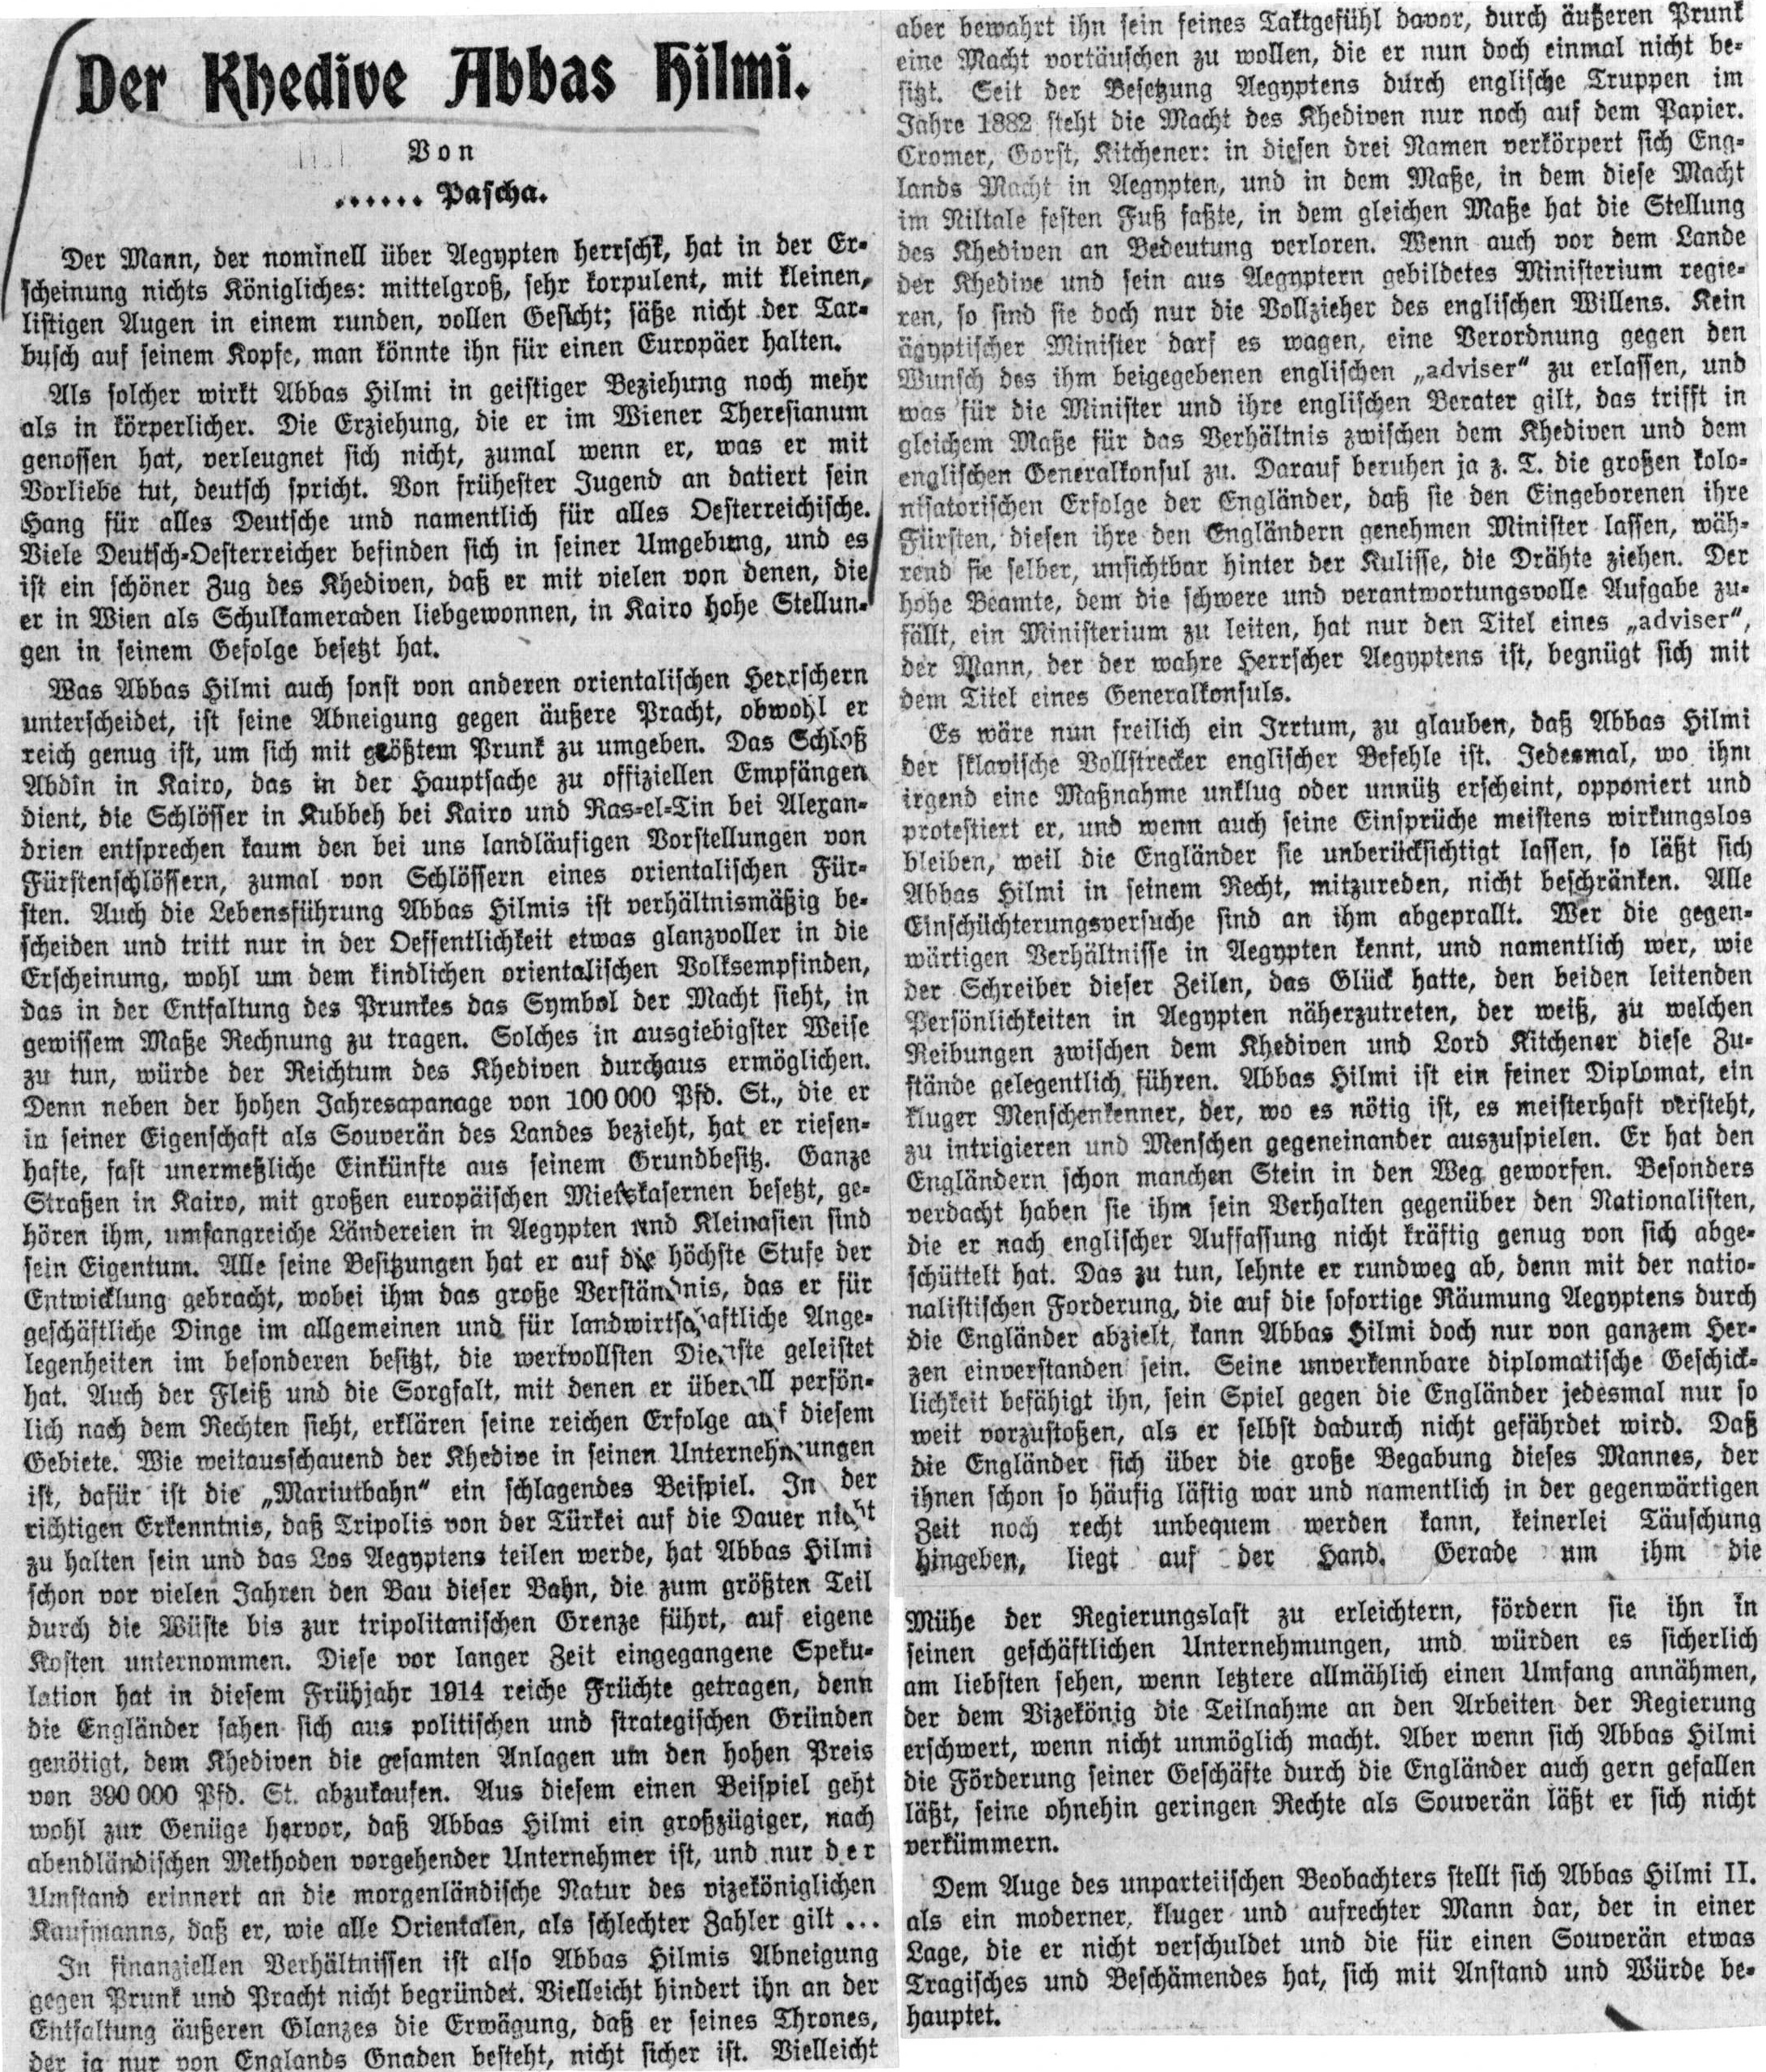 Der Khedive Abbas Hilmi.
Von
...... Pascha.
Der Mann, der nominell über Aegypten herrscht, hat in der Er-
scheinung nichts Königliches: mittelgroß, sehr korpulent, mit kleinen,
listigen Augen in einem runden, vollen Gesicht; säße nicht der Tar-
busch auf seinem Kopfe, man könnte ihn für einen Europäer halten.
Als solcher wirkt Abbas Hilmi in geistiger Beziehung noch mehr
als in körperlicher. Die Erziehung, die er im Wiener Theresianum
genossen hat, verleugnet sich nicht, zumal wenn er, was er mit
Vorliebe tut, deutsch spricht. Von frühester Jugend an datiert sein
Hang für alles Deutsche und namentlich für alles Oesterreichische.
Viele Deutsch-Oesterreicher befinden sich in seiner Umgebung, und es
ist ein schöner Zug des Khediven, daß er mit vielen von denen, die
er in Wien als Schulkameraden liebgewonnen, in Kairo hohe Stellun-
gen in seinem Gefolge besetzt hat.
Was Abbas Hilmi auch sonst von anderen orientalischen Herrschern
unterscheidet, ist seine Abneigung gegen äußere Pracht, obwohl er
reich genug ist, um sich mit größtem Prunk zu umgeben. Das Schloß
Abdin in Kairo, das in der Hauptsache zu offiziellen Empfängen
dient, die Schlösser in Kubbeh bei Kairo und Ras-el-Tin bei Alexan-
drien entsprechen kaum den bei uns landläufigen Vorstellungen von
Fürstenschlössern, zumal von Schlössern eines orientalischen Für-
sten. Auch die Lebensführung Abbas Hilmis ist verhältnismäßig be-
scheiden und tritt nur in der Oeffentlichkeit etwas glanzvoller in die
Erscheinung, wohl um dem kindlichen orientalischen Volksempfinden,
das in der Entfaltung des Prunkes das Symbol der Macht sieht, in
gewissem Maße Rechnung zu tragen. Solches in ausgiebigster Weise
zu tun, würde der Reichtum des Khediven durchaus ermöglichen.
Denn neben der hohen Jahresapanage von 100 000 Pfd. St., die er
in seiner Eigenschaft als Souverän des Landes bezieht, hat er riesen-
hafte, fast unermeßliche Einkünfte aus seinem Grundbesitz. Ganze
Straßen in Kairo, mit großen europäischen Mietskasernen besetzt, ge-
hören ihm, umfangreiche Ländereien in Aegypten und Kleinasien sind
sein Eigentum. Alle seine Besitzungen hat er auf die höchste Stufe der
Entwicklung gebracht, wobei ihm das große Verständnis, das er für
geschäftliche Dinge im allgemeinen und für landwirtschaftliche Ange-
legenheiten im besonderen besitzt, die wertvollsten Dienste geleistet
hat. Auch der Fleiß und die Sorgfalt, mit denen er überall persön-
lich nach dem Rechten sieht, erklären seine reichen Erfolge auf diesem
Gebiete. Wie weitausschauend der Khedive in seinen Unternehmungen
ist, dafür ist die „Mariutbahn“ ein schlagendes Beispiel. In der
richtigen Erkenntnis, daß Tripolis von der Türkei auf die Dauer nicht
zu halten sein und das Los Aegyptens teilen werde, hat Abbas Hilmi
schon vor vielen Jahren den Bau dieser Bahn, die zum größten Teil
durch die Wüste bis zur tripolitanischen Grenze führt, auf eigene
Kosten unternommen. Diese vor langer Zeit eingegangene Speku-
lation hat in diesem Frühjahr 1914 reiche Früchte getragen, denn
die Engländer sahen sich aus politischen und strategischen Gründen
genötigt, dem Khediven die gesamten Anlagen um den hohen Preis
von 390 000 Pfd. St. abzukaufen. Aus diesem einen Beispiel geht
wohl zur Genüge hervor, daß Abbas Hilmi ein großzügiger, nach
abendländischen Methoden vorgehender Unternehmer ist, und nur der
Umstand erinnert an die morgenländische Natur des vizeköniglichen
Kaufmanns, daß er, wie alle Orientalen, als schlechter Zahler gilt ...
In finanziellen Verhältnissen ist also Abbas Hilmis Abneigung
gegen Prunk und Pracht nicht begründet. Vielleicht hindert ihn an der
Entfaltung äußeren Glanzes die Erwägung, daß er seines Thrones,
der ja nur von Englands Gnaden besteht, nicht sicher ist. Vielleicht
aber bewahrt ihn sein feines Taktgefühl davor, durch äußeren Prunk
eine Macht vortäuschen zu wollen, die er nun doch einmal nicht be-
sitzt. Seit der Besetzung Aegyptens durch englische Truppen im
Jahre 1882 steht die Macht des Khediven nur noch auf dem Papier.
Cromer, Gorst, Kitchener: in diesen drei Namen verkörpert sich Eng-
lands Macht in Aegypten, und in dem Maße, in dem diese Macht
im Niltale festen Fuß faßte, in dem gleichen Maße hat die Stellung
des Khediven an Bedeutung verloren. Wenn auch vor dem Lande
der Khedive und sein aus Aegyptern gebildetes Ministerium regie-
ren, so sind sie doch nur die Vollzieher des englischen Willens. Kein
ägyptischer Minister darf es wagen, eine Verordnung gegen den
Wunsch des ihm beigegebenen englischen „adviser“ zu erlassen, und
was für die Minister und ihre englischen Berater gilt, das trifft in
gleichem Maße für das Verhältnis zwischen dem Khediven und dem
englischen Generalkonsul zu. Darauf beruhen ja z. T. die großen kolo-
nisatorischen Erfolge der Engländer, daß sie den Eingeborenen ihre
Fürsten, diesen ihre den Engländern genehmen Minister lassen, wäh-
rend sie selber, unsichtbar hinter der Kulisse, die Drähte ziehen. Der
hohe Beamte, dem die schwere und verantwortungsvolle Aufgabe zu-
fällt, ein Ministerium zu leiten, hat nur den Titel eines „adviser“,
der Mann, der der wahre Herrscher Aegyptens ist, begnügt sich mit
dem Titel eines Generalkonsuls.
Es wäre nun freilich ein Irrtum, zu glauben, daß Abbas Hilmi
der sklavische Vollstrecker englischer Befehle ist. Jedesmal, wo ihm
irgend eine Maßnahme unklug oder unnütz erscheint, opponiert und
protestiert er, und wenn auch seine Einsprüche meistens wirkungslos
bleiben, weil die Engländer sie unberücksichtigt lassen, so läßt sich
Abbas Hilmi in seinem Recht, mitzureden, nicht beschränken. Alle
Einschüchterungsversuche sind an ihm abgeprallt. Wer die gegen-
wärtigen Verhältnisse in Aegypten kennt, und namentlich wer, wie
der Schreiber dieser Zeilen, das Glück hatte, den beiden leitenden
Persönlichkeiten in Aegypten näherzutreten, der weiß, zu welchen
Reibungen zwischen dem Khediven und Lord Kitchener diese Zu-
stände gelegentlich führen. Abbas Hilmi ist ein feiner Diplomat, ein
kluger Menschenkenner, der, wo es nötig ist, es meisterhaft versteht,
zu intrigieren und Menschen gegeneinander auszuspielen. Er hat den
Engländern schon manchen Stein in den Weg geworfen. Besonders
verdacht haben sie ihm sein Verhalten gegenüber den Nationalisten,
die er nach englischer Auffassung nicht kräftig genug von sich abge-
schüttelt hat. Das zu tun, lehnte er rundweg ab, denn mit der natio-
nalistischen Forderung, die auf die sofortige Räumung Aegyptens durch
die Engländer abzielt, kann Abbas Hilmi doch nur von ganzem Her-
zen einverstanden sein. Seine unverkennbare diplomatische Geschick-
lichkeit befähigt ihn, sein Spiel gegen die Engländer jedesmal nur so
weit vorzustoßen, als er selbst dadurch nicht gefährdet wird. Daß
die Engländer sich über die große Begabung dieses Mannes, der
ihnen schon so häufig lästig war und namentlich in der gegenwärtigen
Zeit noch recht unbequem werden kann, keinerlei Täuschung
hingeben, liegt auf der Hand. Gerade um ihm die
Mühe der Regierungslast zu erleichtern, fördern sie ihn in
seinen geschäftlichen Unternehmungen, und würden es sicherlich
am liebsten sehen, wenn letztere allmählich einen Umfang annähmen,
der dem Vizekönig die Teilnahme an den Arbeiten der Regierung
erschwert, wenn nicht unmöglich macht. Aber wenn sich Abbas Hilmi
die Förderung seiner Geschäfte durch die Engländer auch gern gefallen
läßt, seine ohnehin geringen Rechte als Souverän läßt er sich nicht
verkümmern.
Dem Auge des unparteiischen Beobachters stellt sich Abbas Hilmi II.
als ein moderner, kluger und aufrechter Mann dar, der in einer
Lage, die er nicht verschuldet und die für einen Souverän etwas
Tragisches und Beschämendes hat, sich mit Anstand und Würde be-
hauptet.